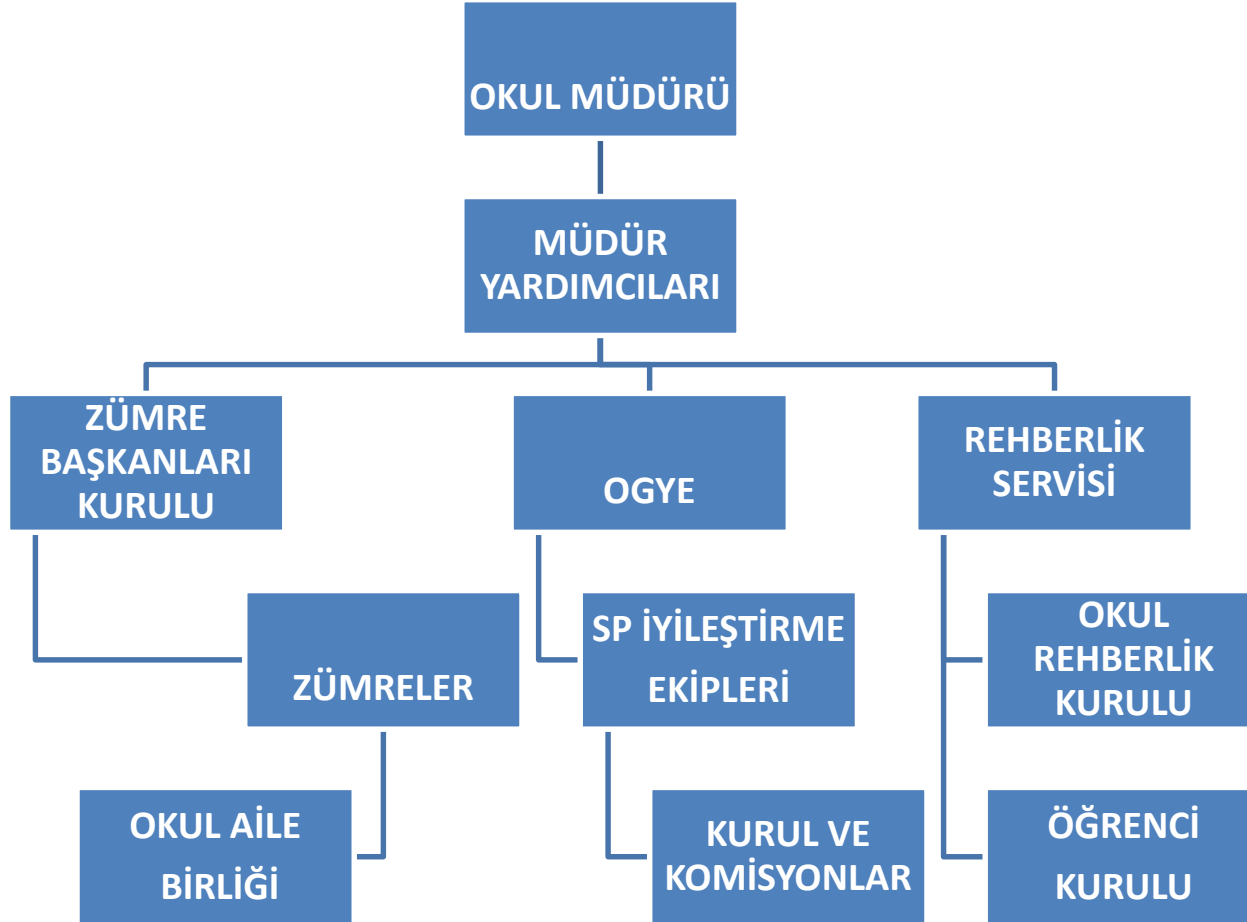 OKUL MÜDÜRÜ
MÜDÜR
YARDIMCILARI
ZÜMRE
BAŞKANLARI
KURULU
OGYE
REHBERLİK
SERVİSİ
ZÜMRELER
SP İYİLEŞTİRME
EKİPLERİ
OKUL
REHBERLİK
KURULU
OKUL AİLE
BİRLİĞİ
KURUL VE
KOMİSYONLAR
ÖĞRENCİ
KURULU